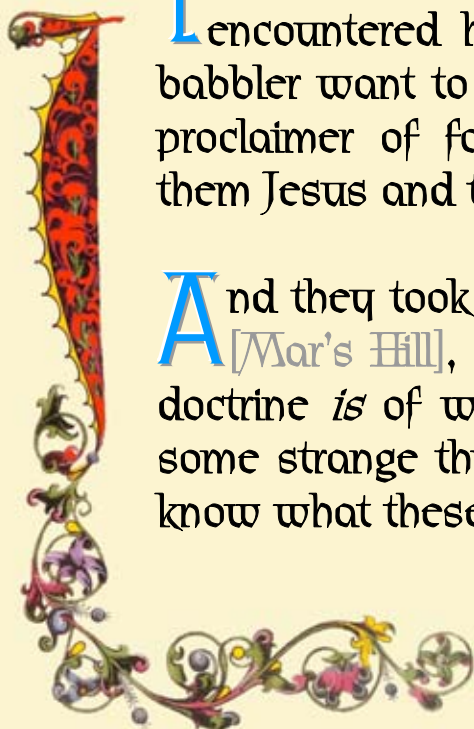 encountered
babbler want to
proclaimer of
them Jesus and
And they took
[Mar's Hill],
doctrine is of
some strange
know what these